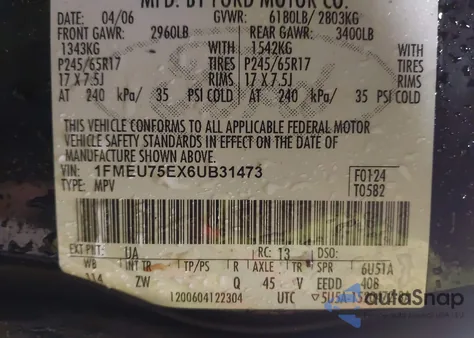 MFD. BY FORD MOTOR CO.
DATE: 04/06 GVWR: 6180LB/ 2803KG
FRONT GAWR: 2960LB REAR GAWR: 3400LB
1343KG WITH 1542KG WITH
P245/65R17 TIRES P245/65R17 TIRES
17 X 7.5J RIMS 17 X 7.5J RIMS
AT 240 kPa/ 35 PSI COLD AT 240 kPa/ 35 PSI COLD
THIS VEHICLE CONFORMS TO ALL APPLICABLE FEDERAL MOTOR
VEHICLE SAFETY STANDARDS IN EFFECT ON THE DATE OF
MANUFACTURE SHOWN ABOVE.
VIN: 1FMEU75EX6UB31473 F0124
TYPE: MPV T0582
EXT PNT: UA RC: 13 DSO:
WB INT TR TP/PS R AXLE TR SPR 6U51A
114 ZW Q 45 V EEDD 40B
1200604122304 UTC
autoSnap